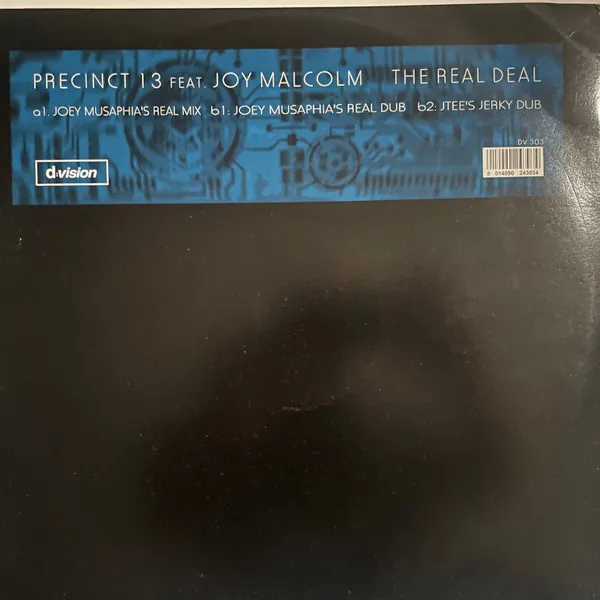 PRECINCT 13 FEAT. JOY MALCOLM THE REAL DEAL
a1. JOEY MUSAPHIA'S REAL MIX b1: JOEY MUSAPHIA'S REAL DUB b2: JTEE'S JERKY DUB
DV 303
d:vision
8 014090 243034